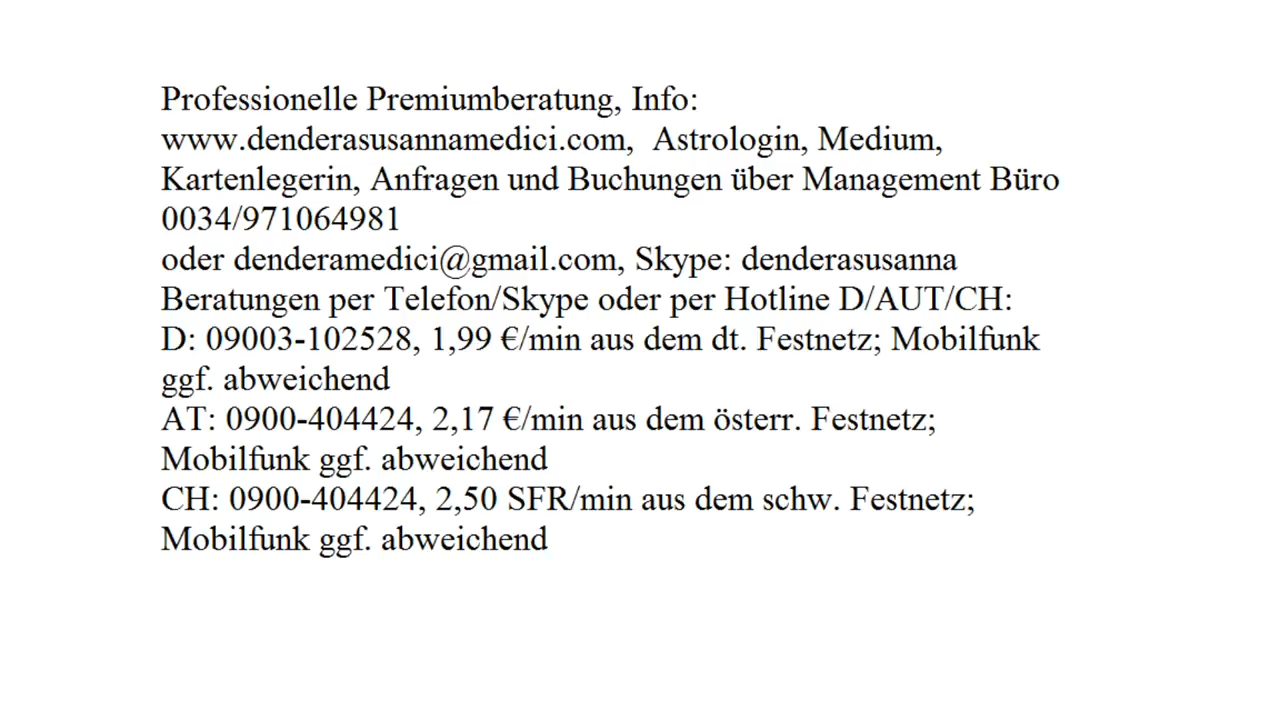 Professionelle Premiumberatung, Info:
www.denderasusannamedici.com,  Astrologin, Medium,
Kartenlegerin, Anfragen und Buchungen über Management Büro
0034/971064981
oder denderamedici@gmail.com, Skype: denderasusanna
Beratungen per Telefon/Skype oder per Hotline D/AUT/CH:
D: 09003-102528, 1,99 €/min aus dem dt. Festnetz; Mobilfunk
ggf. abweichend
AT: 0900-404424, 2,17 €/min aus dem österr. Festnetz;
Mobilfunk ggf. abweichend
CH: 0900-404424, 2,50 SFR/min aus dem schw. Festnetz;
Mobilfunk ggf. abweichend